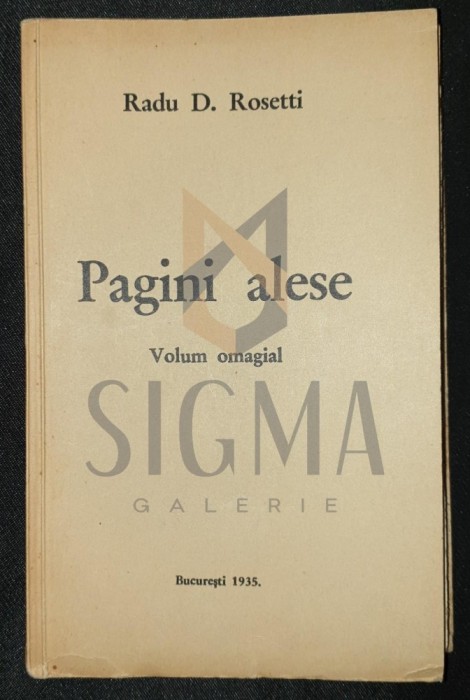 Radu D. Rosetti
Pagini alese
Volum omagial
SIGMA
GALERIE
București 1935.